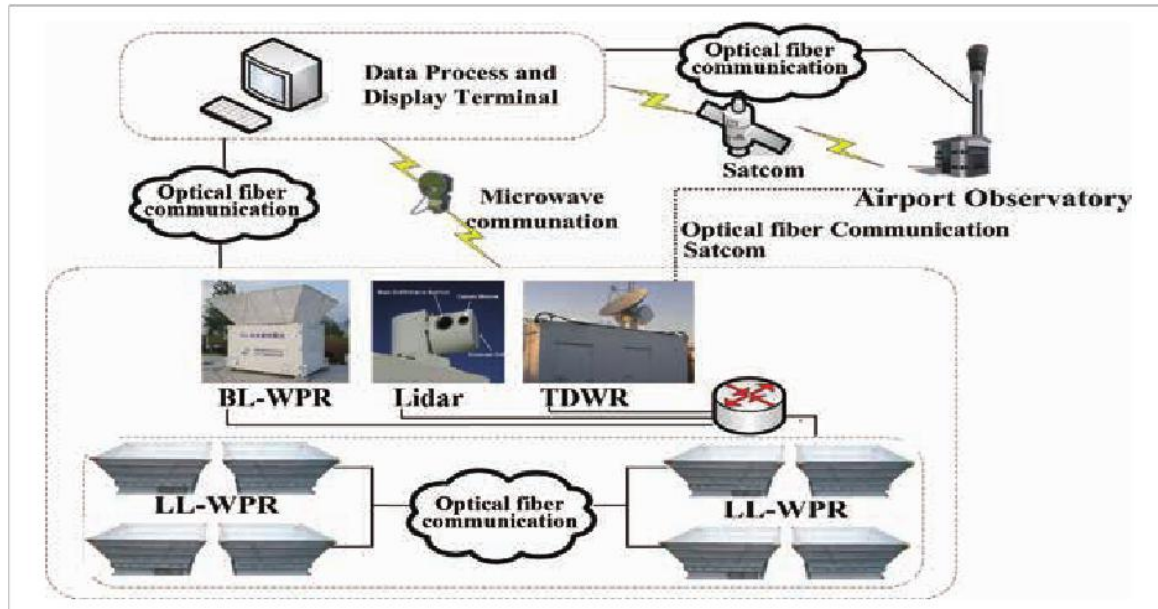 Optical fiber
communication
Data Process and
Display Terminal
Satcom
Airport Observatory
Optical fiber
communication
Microwave
communation
Optical fiber Communication
Satcom
BL-WPR
Lidar
TDWR
LL-WPR
Optical fiber
communication
LL-WPR